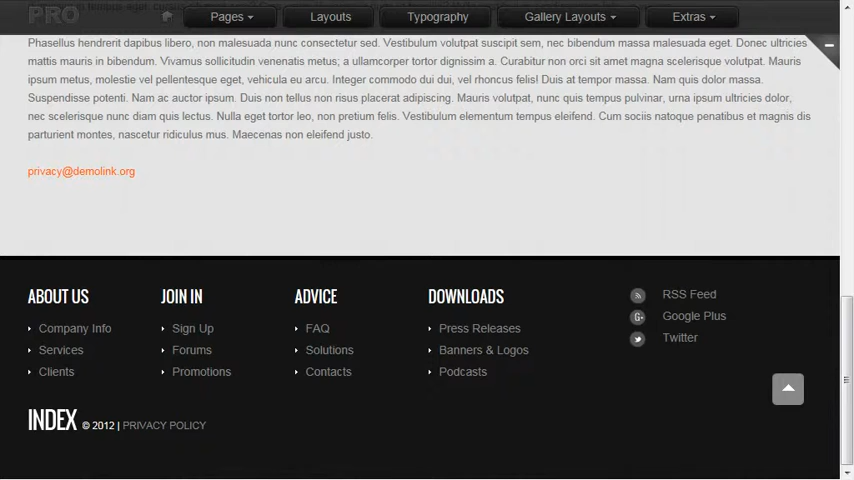 PRO
Pages
Layouts
Typography
Gallery Layouts
Extras
Phasellus hendrerit dapibus libero, non malesuada nunc consectetur sed. Vestibulum volutpat suscipit sem, nec bibendum massa malesuada eget. Donec ultricies
mattis mauris in bibendum. Vivamus sollicitudin venenatis metus; a ullamcorper tortor dignissim a. Curabitur non orci sit amet magna scelerisque volutpat. Mauris
ipsum metus, molestie vel pellentesque eget, vehicula eu arcu. Integer commodo dui dui, vel rhoncus felis! Duis at tempor massa. Nam quis dolor massa.
Suspendisse potenti. Nam ac auctor ipsum. Duis non tellus non risus placerat adipiscing. Mauris volutpat, nunc quis tempus pulvinar, urna ipsum ultricies dolor,
nec scelerisque nunc diam quis lectus. Nulla eget tortor leo, non pretium felis. Vestibulum elementum tempus eleifend. Cum sociis natoque penatibus et magnis dis
parturient montes, nascetur ridiculus mus. Maecenas non eleifend justo.
privacy@demolink.org
ABOUT US
Company Info
Services
Clients
JOIN IN
Sign Up
Forums
Promotions
ADVICE
FAQ
Solutions
Contacts
DOWNLOADS
Press Releases
Banners & Logos
Podcasts
RSS Feed
Google Plus
Twitter
INDEX © 2012 | PRIVACY POLICY